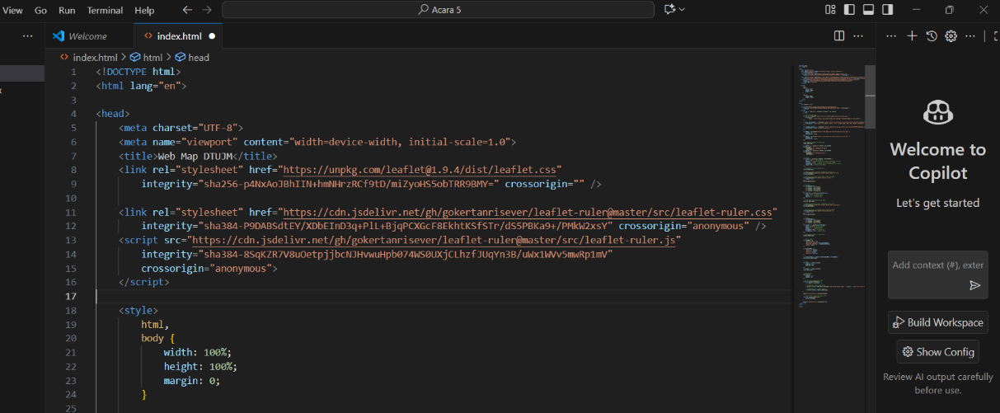 View Go Run Terminal Help Acara 5
Welcome index.html
index.html > html > head
1 <!DOCTYPE html>
2 <html lang="en">
3
4 <head>
5 <meta charset="UTF-8">
6 <meta name="viewport" content="width=device-width, initial-scale=1.0">
7 <title>Web Map DTUJM</title>
8 <link rel="stylesheet" href="https://unpkg.com/leaflet@1.9.4/dist/leaflet.css"
9 integrity="sha256-p4NxAoJBhIIN+hmNHrzRCf9tD/miZyoHS5obTRR9BMY=" crossorigin="" />
10
11 <link rel="stylesheet" href="https://cdn.jsdelivr.net/gh/gokertanrisever/leaflet-ruler@master/src/leaflet-ruler.css"
12 integrity="sha384-P9DABSdtEY/XDbEInD3q+PlL+BjqPCXGcF8EkhtKSfSTr/dS5PBKa9+/PMkW2xsY" crossorigin="anonymous" />
13 <script src="https://cdn.jsdelivr.net/gh/gokertanrisever/leaflet-ruler@master/src/leaflet-ruler.js"
14 integrity="sha384-8SqKZR7V8uOetpjjbcNJHvwuHpb074WS0UXjCLhzfJUqYn3B/uWx1WVv5mwRp1mV"
15 crossorigin="anonymous">
16 </script>
17
18 <style>
19 html,
20 body {
21 width: 100%;
22 height: 100%;
23 margin: 0;
24 }
25
Welcome to
Copilot
Let's get started
Add context (#), exter
Build Workspace
Show Config
Review AI output carefully
before use.